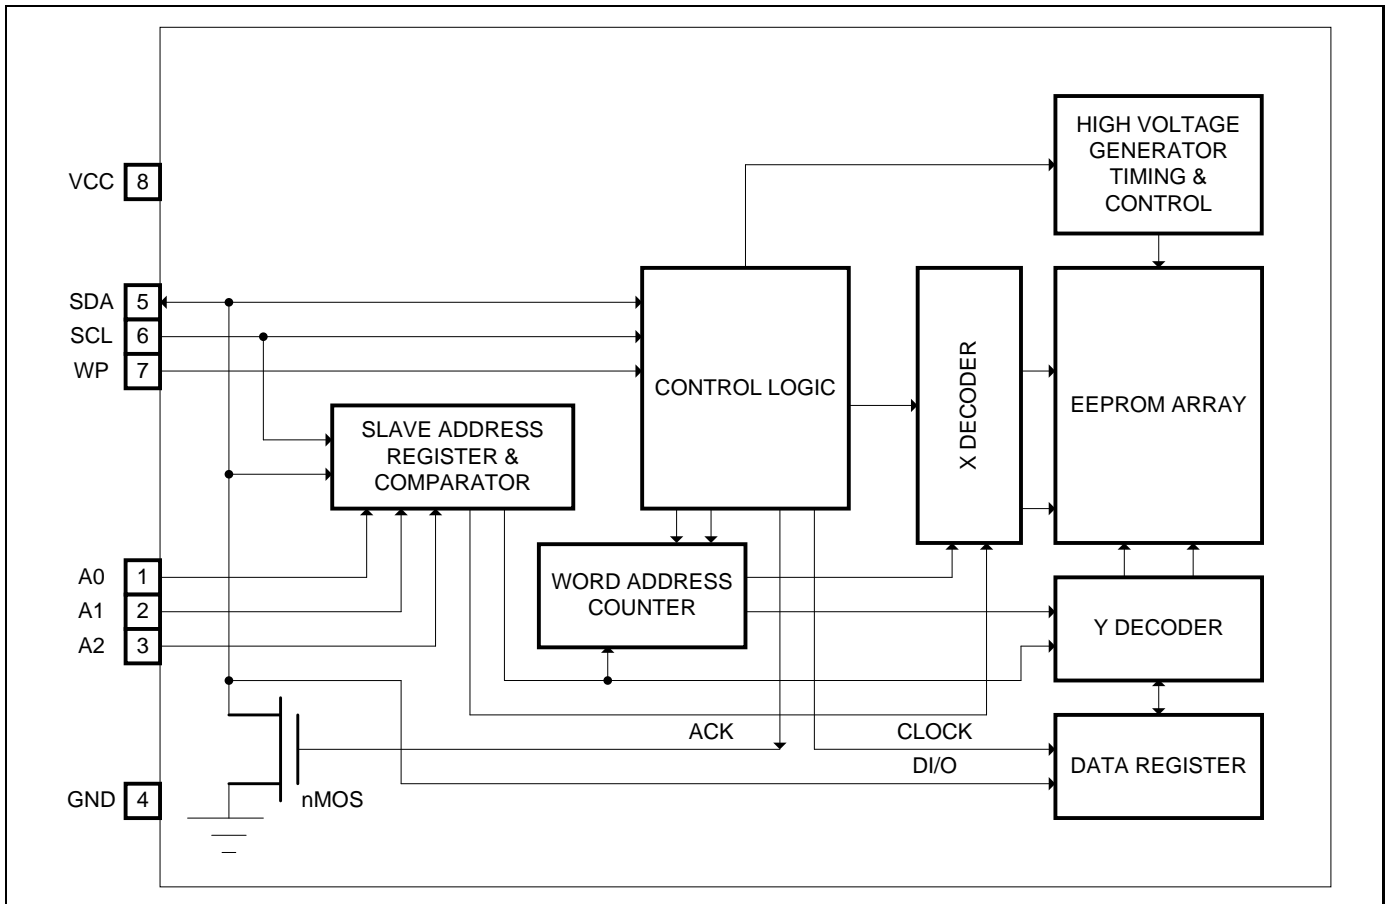 HIGH VOLTAGE
GENERATOR
TIMING &
CONTROL
VCC 8
SDA 5
SCL 6
WP 7
CONTROL LOGIC
X DECODER
EEPROM ARRAY
SLAVE ADDRESS
REGISTER &
COMPARATOR
A0 1
A1 2
A2 3
WORD ADDRESS
COUNTER
Y DECODER
ACK
CLOCK
DI/O
DATA REGISTER
GND 4
nMOS